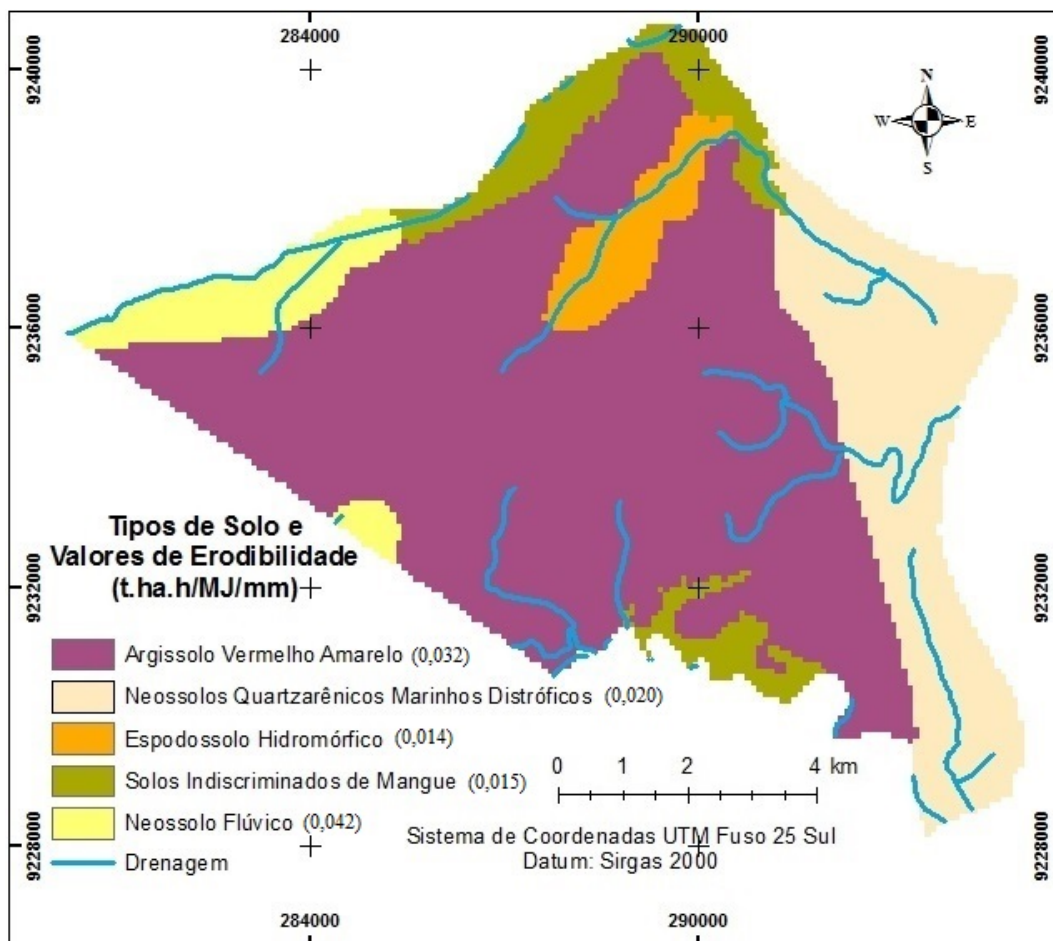 284000
290000
9240000
9240000
N
W
E
S
9236000
9236000
Tipos de Solo e
Valores de Erodibilidade
(t.ha.h/MJ/mm)
9232000
9232000
Argissolo Vermelho Amarelo (0,032)
Neossolos Quartzarênicos Marinhos Distróficos (0,020)
Espodossolo Hidromórfico (0,014)
Solos Indiscriminados de Mangue (0,015)
Neossolo Flúvico (0,042)
Drenagem
0 1 2 4 km
Sistema de Coordenadas UTM Fuso 25 Sul
Datum: Sirgas 2000
9228000
9228000
284000
290000